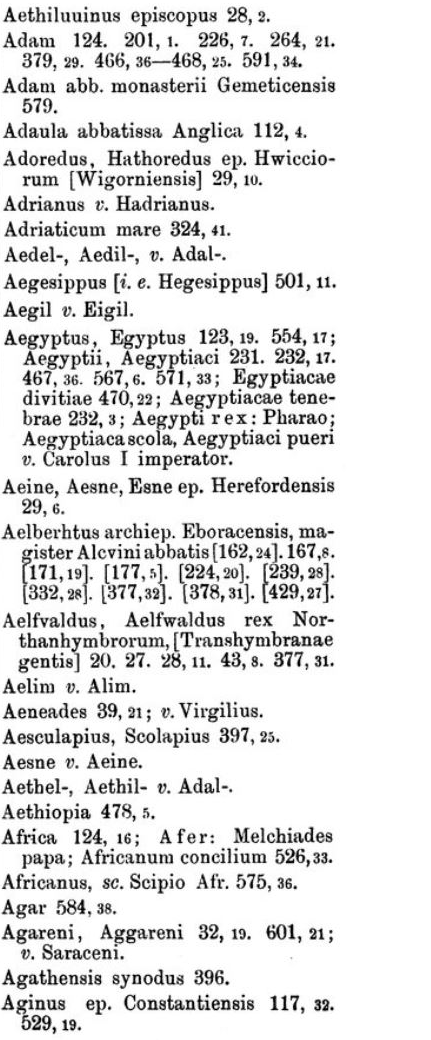 Aethiluuinus episcopus 28, 2.
Adam 124. 201, 1. 226, 7. 264, 21.
379, 29. 466, 36—468, 25. 591, 34.
Adam abb. monasterii Gemeticensis
579.
Adaula abbatissa Anglica 112, 4.
Adoredus, Hathoredus ep. Hwiccio-
rum [Wigorniensis] 29, 10.
Adrianus v. Hadrianus.
Adriaticum mare 324, 41.
Aedel-, Aedil-, v. Adal-.
Aegesippus [i. e. Hegesippus] 501, 11.
Aegil v. Eigil.
Aegyptus, Egyptus 123, 19. 554, 17;
Aegyptii, Aegyptiaci 231. 232, 17.
467, 36. 567, 6. 571, 33; Egyptiacae
divitiae 470, 22; Aegyptiacae tene-
brae 232, 3; Aegypti rex: Pharao;
Aegyptiaca scola, Aegyptiaci pueri
v. Carolus I imperator.
Aeine, Aesne, Esne ep. Herefordensis
29, 6.
Aelberhtus archiep. Eboracensis, ma-
gister Alcvini abbatis [162, 24]. 167, 8.
[171, 19]. [177, 5]. [224, 20]. [239, 28].
[332, 28]. [377, 32]. [378, 31]. [429, 27].
Aelfvaldus, Aelfwaldus rex Nor-
thanhymbrorum, [Transhymbranae
gentis] 20. 27. 28, 11. 43, 8. 377, 31.
Aelim v. Alim.
Aeneades 39, 21; v. Virgilius.
Aesculapius, Scolapius 397, 25.
Aesne v. Aeine.
Aethel-, Aethil- v. Adal-.
Aethiopia 478, 5.
Africa 124, 16; Afer: Melchiades
papa; Africanum concilium 526, 33.
Africanus, sc. Scipio Afr. 575, 36.
Agar 584, 38.
Agareni, Aggareni 32, 19. 601, 21;
v. Saraceni.
Agathensis synodus 396.
Aginus ep. Constantiensis 117, 32.
529, 19.